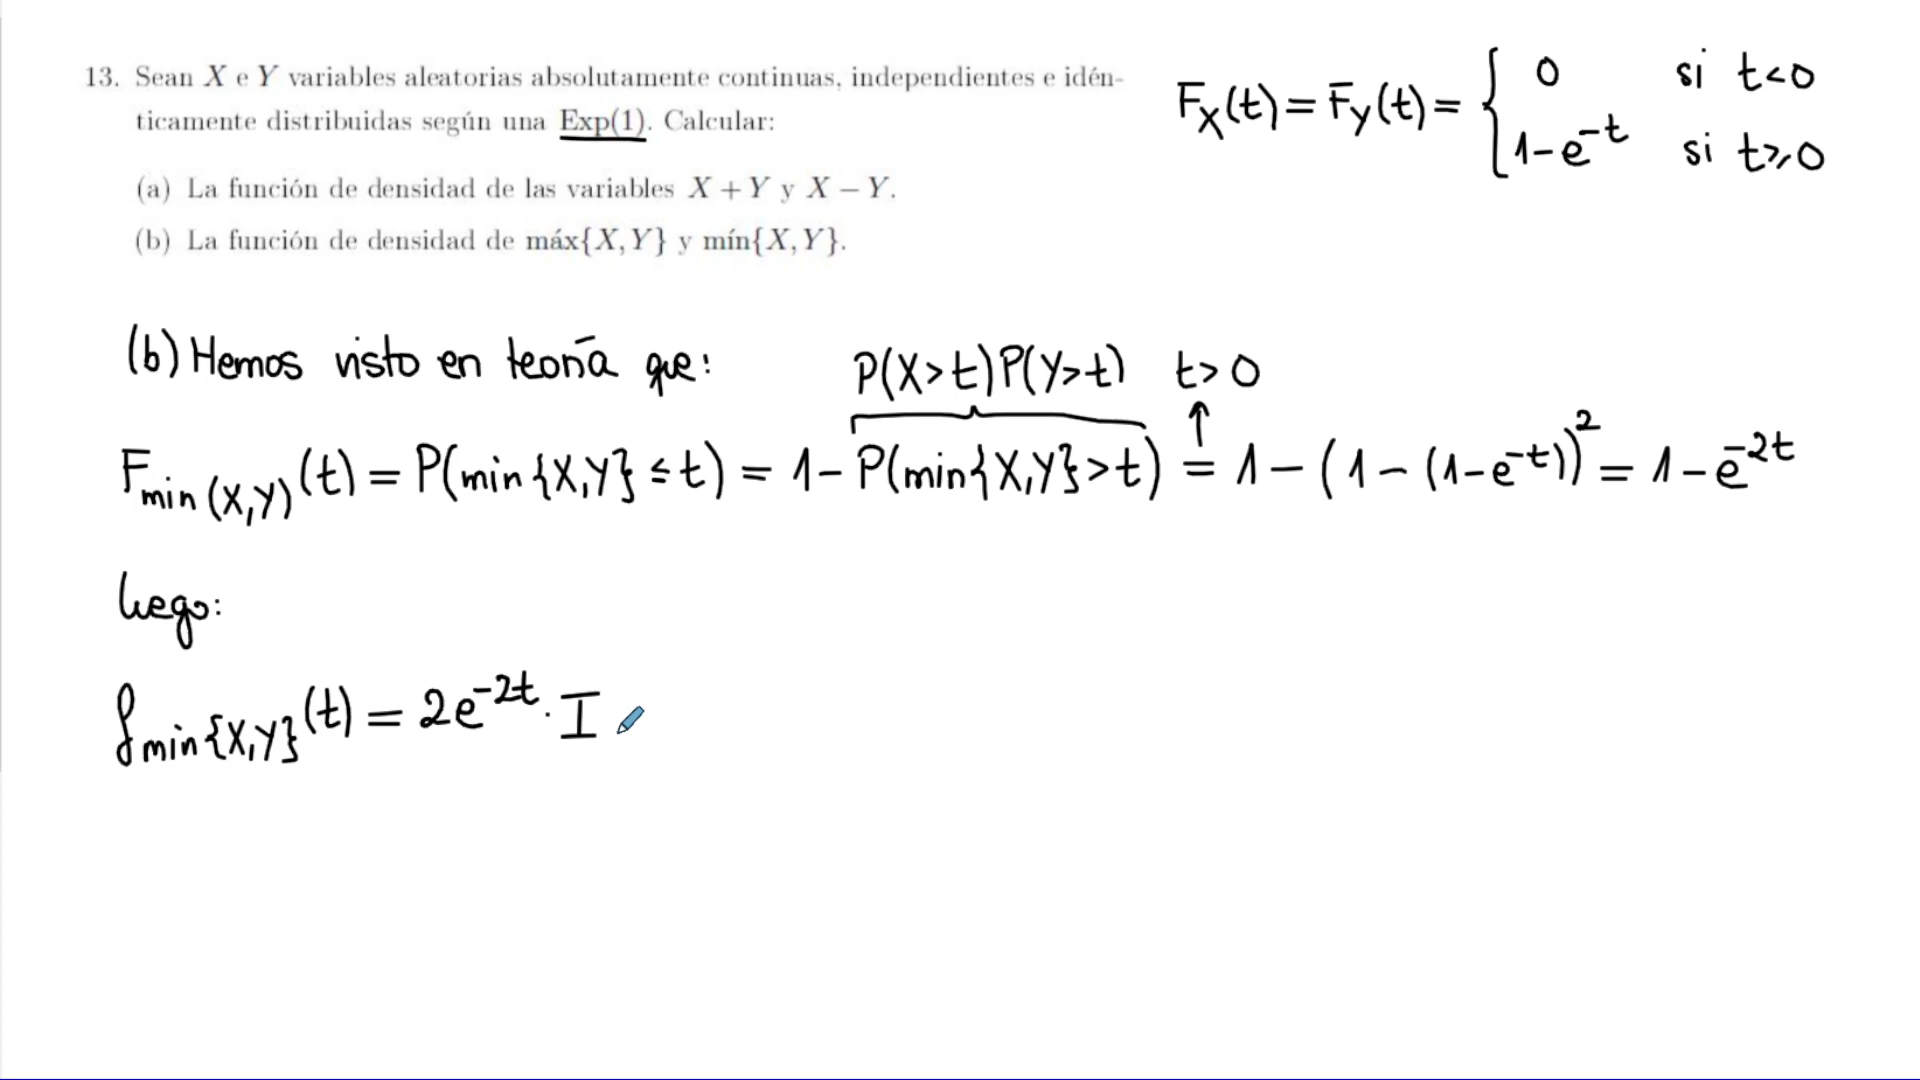 13. Sean X e Y variables aleatorias absolutamente continuas, independientes e idén-
ticamente distribuidas según una Exp(1). Calcular:
(a) La función de densidad de las variables X + Y y X − Y.
(b) La función de densidad de máx{X, Y} y mín{X, Y}.
F_X(t) = F_Y(t) = { 0 si t<0
1-e^{-t} si t⩾0
(b) Hemos visto en teoría que:
P(X>t)P(Y>t) t>0
↑
F_{min(X,Y)}(t) = P(min{X,Y} ≤ t) = 1 - P(min{X,Y}>t) = 1 - (1 - (1-e^{-t}))^2 = 1 - e^{-2t}
luego:
f_{min{X,Y}}(t) = 2e^{-2t} · I